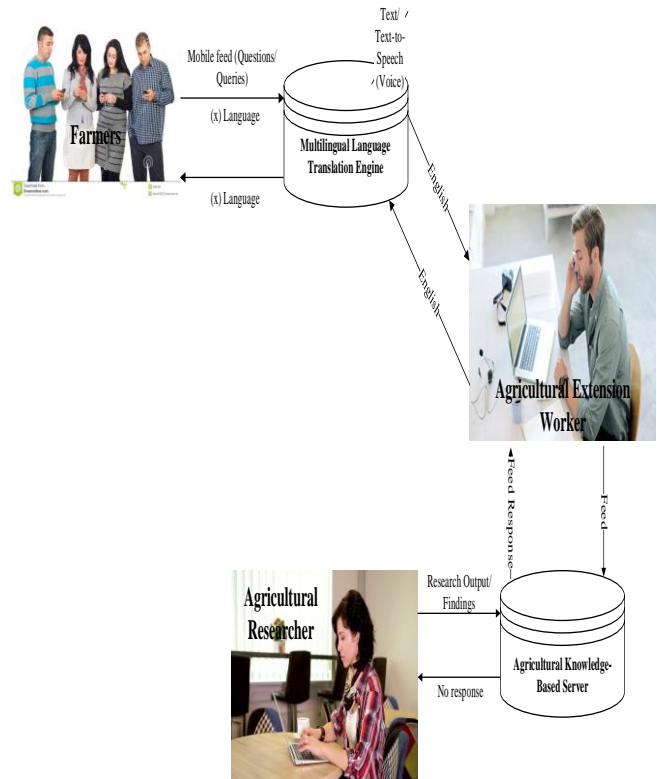 Text/
Text-to-
Speech
(Voice)
Mobile feed (Questions/
Queries)
(x) Language
Farmers
Multilingual Language
Translation Engine
(x) Language
English
English
Agricultural Extension
Worker
Feed Response
Feed
Agricultural
Researcher
Research Output/
Findings
Agricultural Knowledge-
Based Server
No response